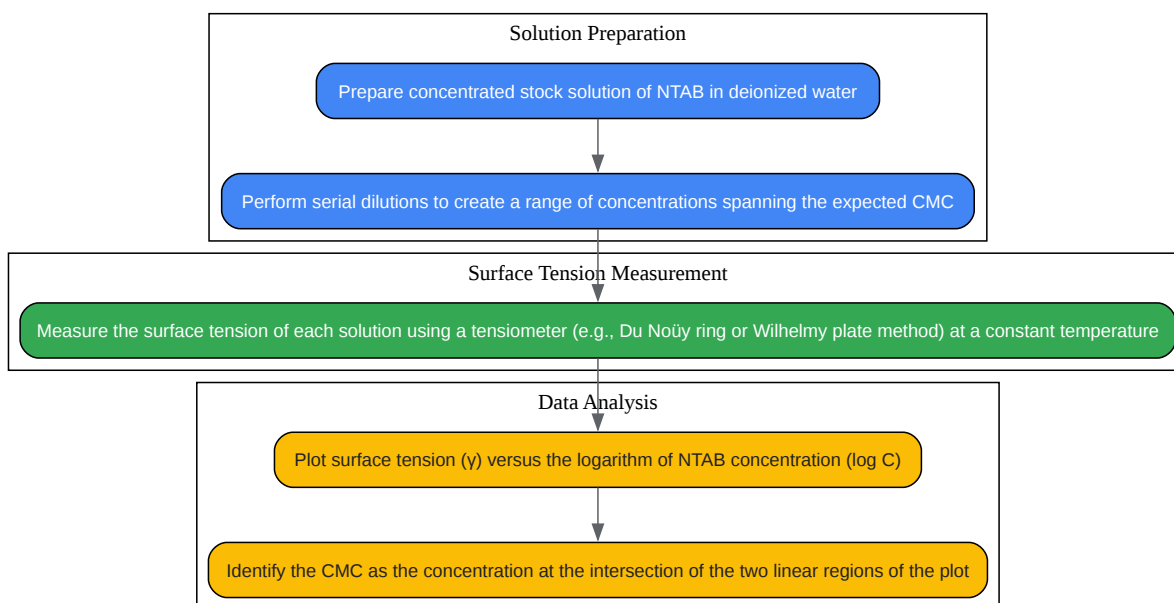 Solution Preparation
Prepare concentrated stock solution of NTAB in deionized water
Perform serial dilutions to create a range of concentrations spanning the expected CMC
Surface Tension Measurement
Measure the surface tension of each solution using a tensiometer (e.g., Du Noüy ring or Wilhelmy plate method) at a constant temperature
Data Analysis
Plot surface tension (γ) versus the logarithm of NTAB concentration (log C)
Identify the CMC as the concentration at the intersection of the two linear regions of the plot